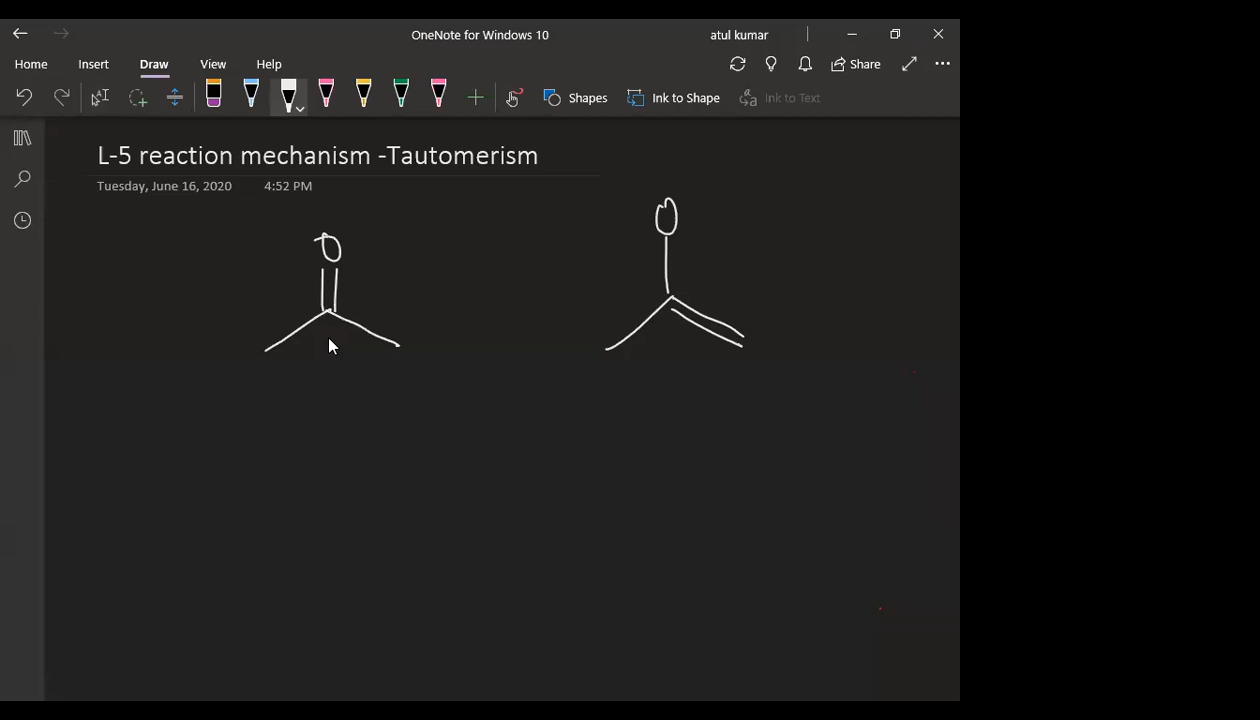 OneNote for Windows 10
atul kumar
Home Insert Draw View Help
Share
Shapes Ink to Shape Ink to Text
L-5 reaction mechanism -Tautomerism
Tuesday, June 16, 2020 4:52 PM
O
O